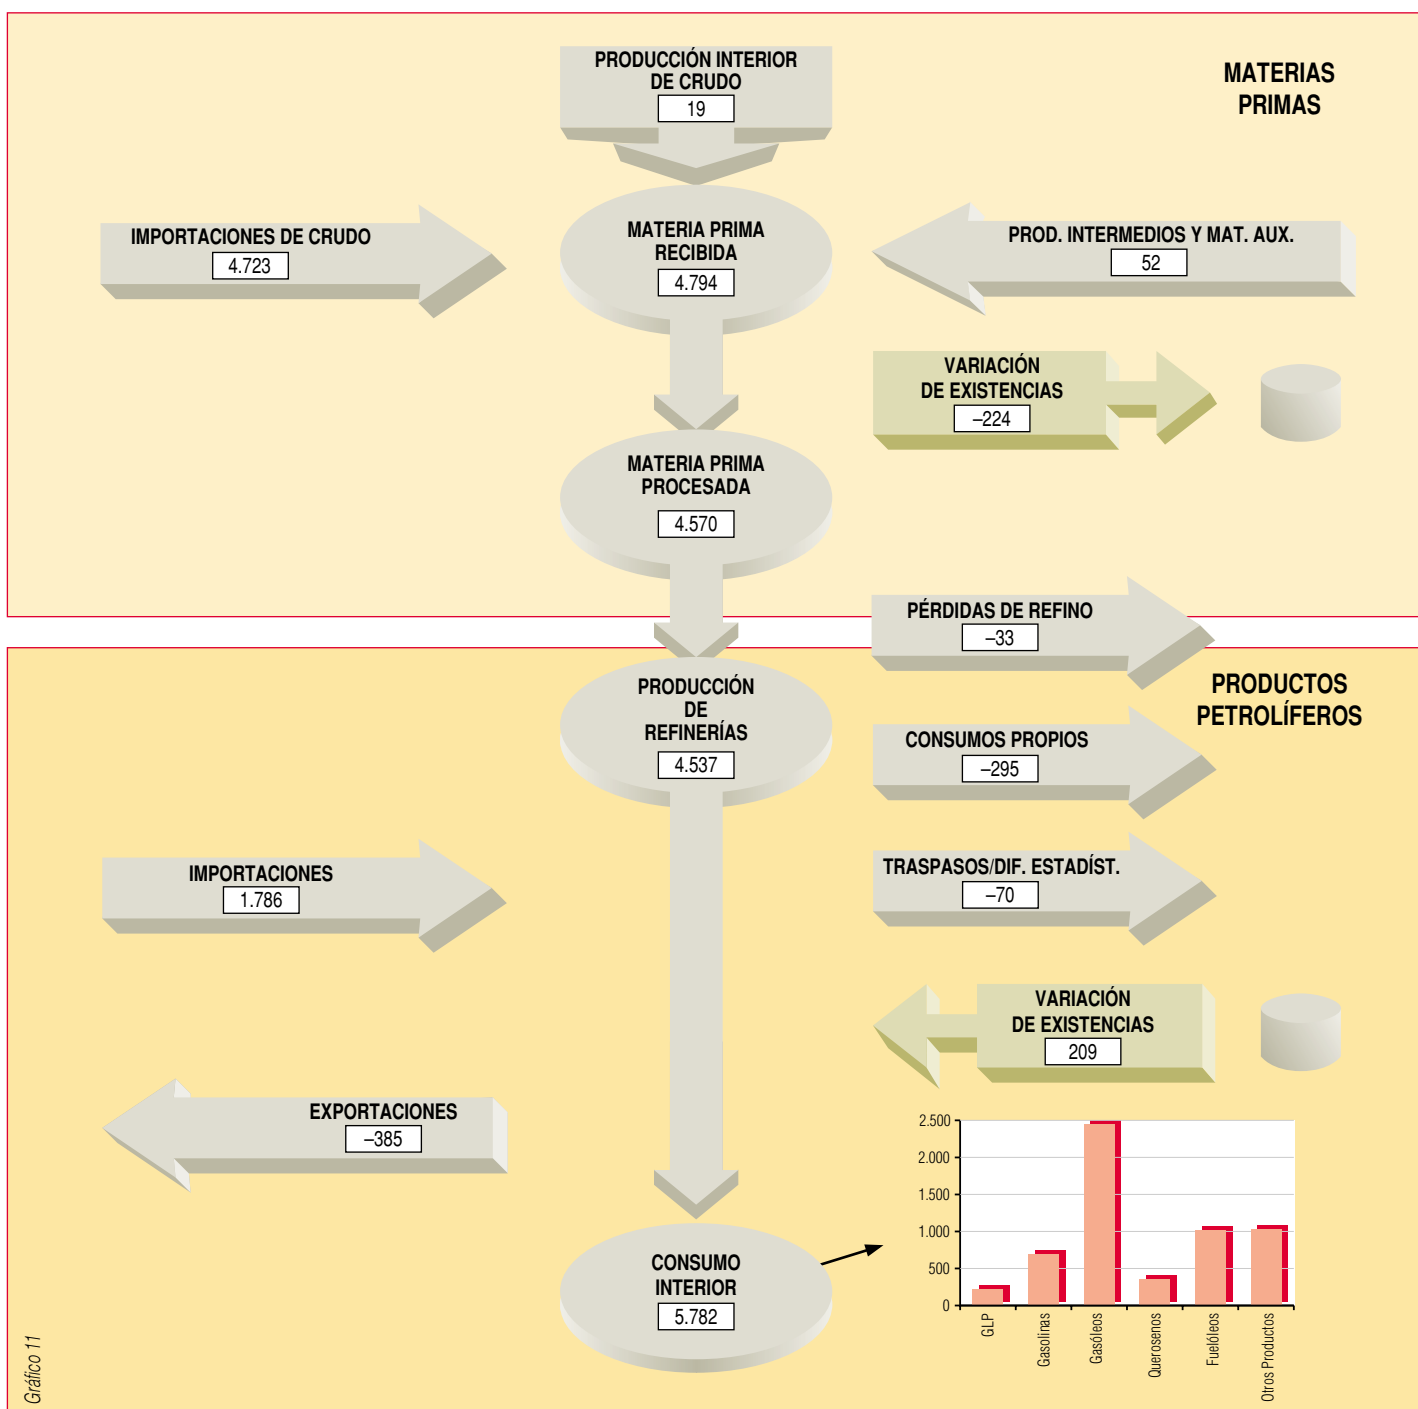 PRODUCCIÓN INTERIOR
DE CRUDO
19
MATERIAS
PRIMAS
IMPORTACIONES DE CRUDO
4.723
MATERIA PRIMA
RECIBIDA
4.794
PROD. INTERMEDIOS Y MAT. AUX.
52
VARIACIÓN
DE EXISTENCIAS
–224
MATERIA PRIMA
PROCESADA
4.570
PÉRDIDAS DE REFINO
–33
PRODUCCIÓN
DE
REFINERÍAS
4.537
PRODUCTOS
PETROLÍFEROS
CONSUMOS PROPIOS
–295
IMPORTACIONES
1.786
TRASPASOS/DIF. ESTADÍST.
–70
VARIACIÓN
DE EXISTENCIAS
209
EXPORTACIONES
–385
CONSUMO
INTERIOR
5.782
2.500
2.000
1.500
1.000
500
0
GLP
Gasolinas
Gasóleos
Querosenos
Fuelóleos
Otros Productos
Gráfico 11